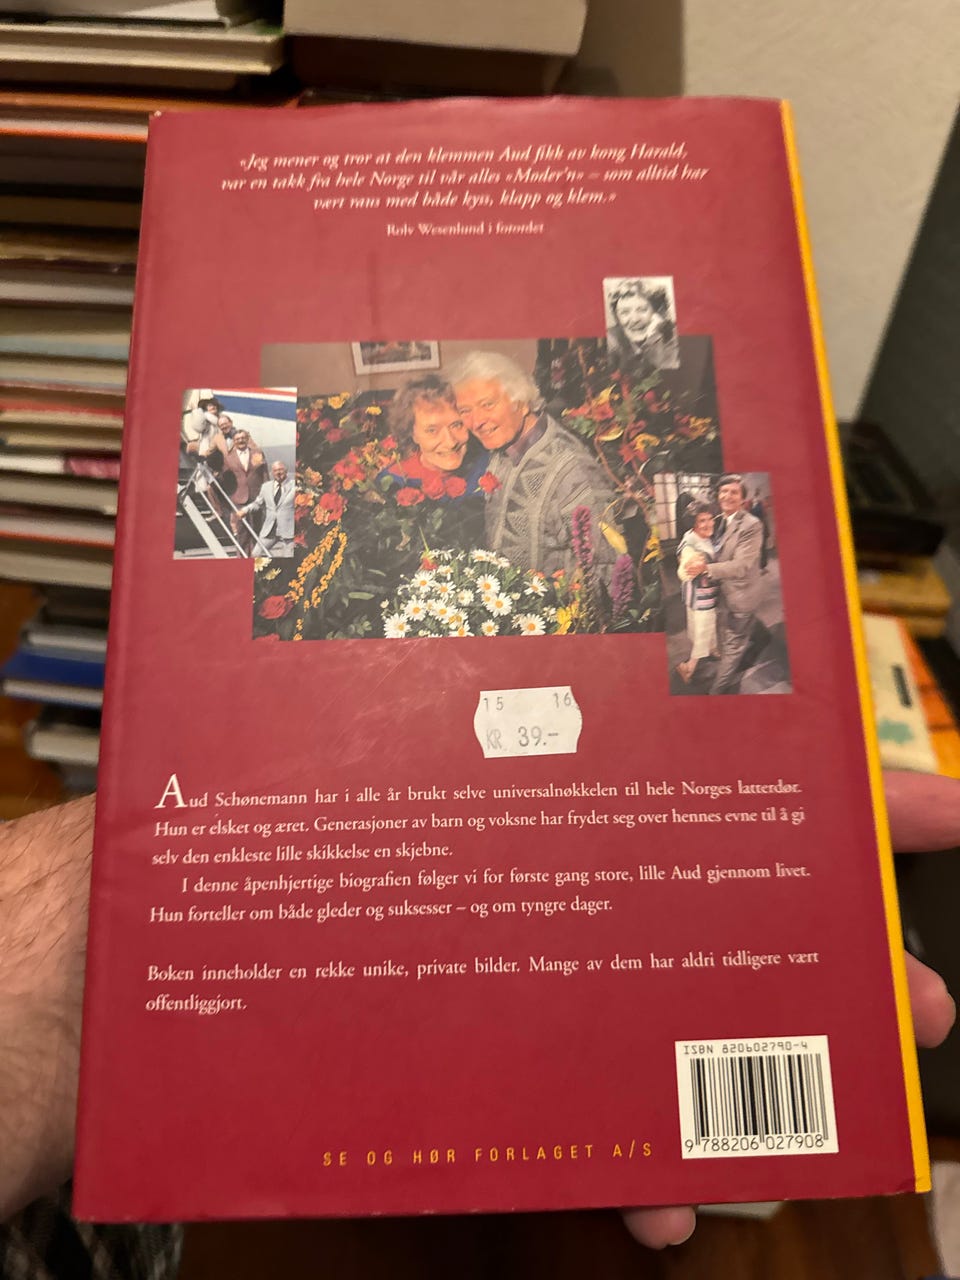 «Jeg mener og tror at den klemmen Aud fikk av kong Harald,
var en takk fra hele Norge til vår alles «Moder'n» – som alltid har
vært raus med både kyss, klapp og klem.»
Rolv Wesenlund i forordet
15 16
KR. 39.-
Aud Schønemann har i alle år brukt selve universalnøkkelen til hele Norges latterdør.
Hun er elsket og æret. Generasjoner av barn og voksne har frydet seg over hennes evne til å gi
selv den enkleste lille skikkelse en skjebne.
I denne åpenhjertige biografien følger vi for første gang store, lille Aud gjennom livet.
Hun forteller om både gleder og suksesser – og om tyngre dager.
Boken inneholder en rekke unike, private bilder. Mange av dem har aldri tidligere vært
offentliggjort.
ISBN 820602790-4
9 788206 027908
SE OG HØR FORLAGET A/S